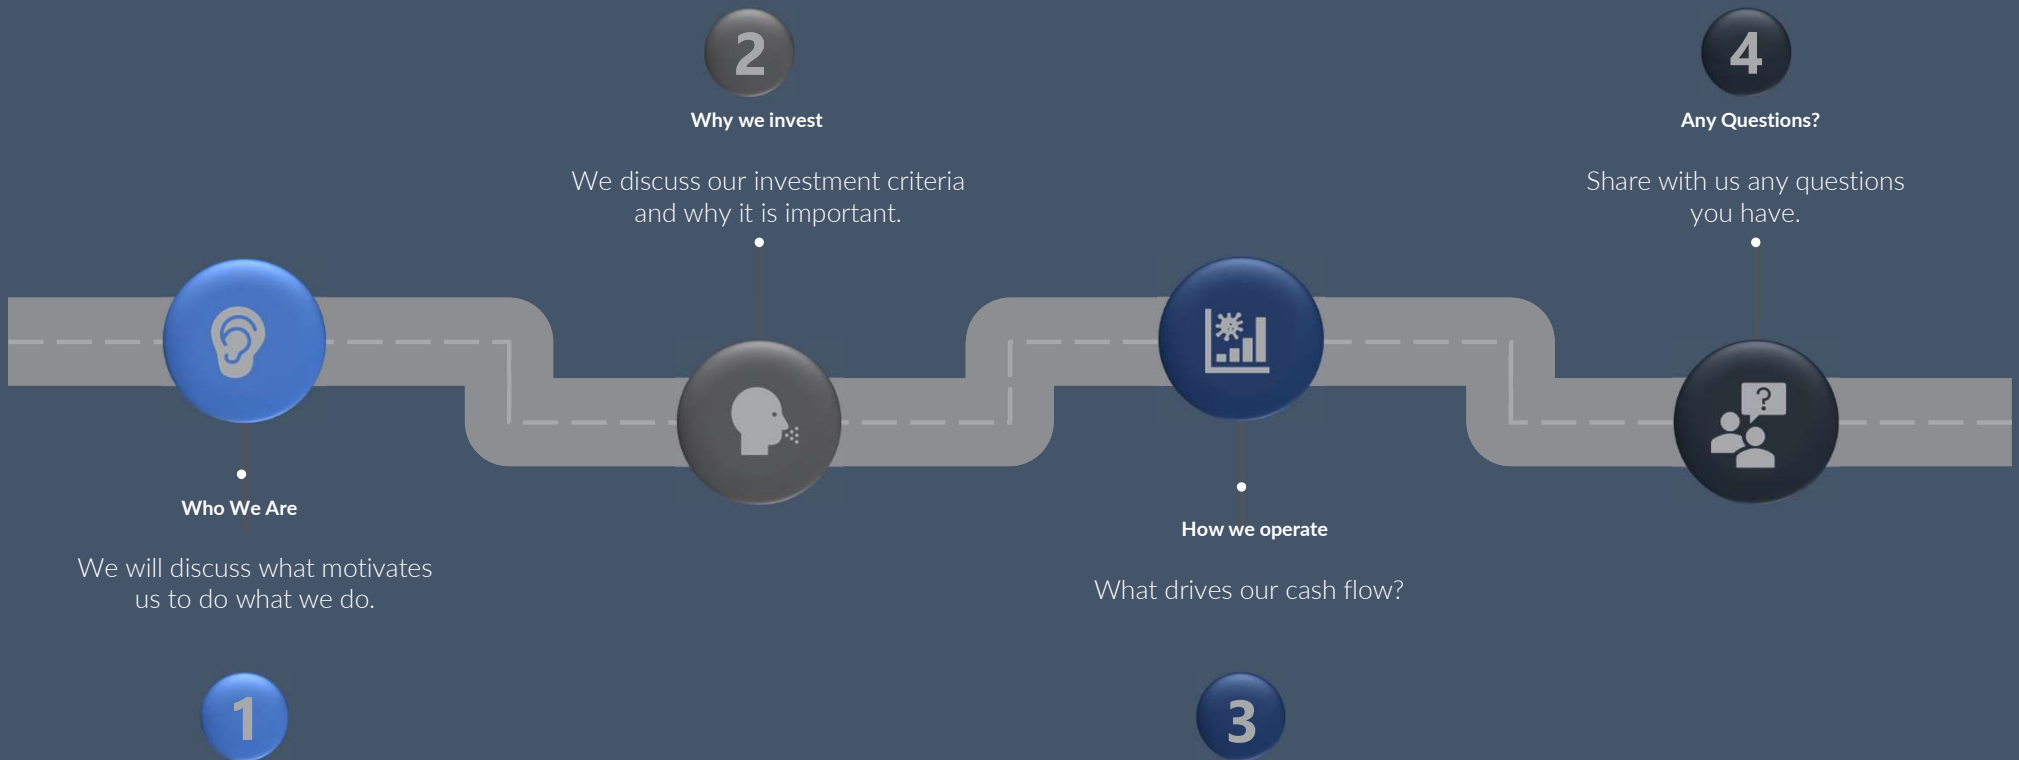 1
Who We Are
We will discuss what motivates
us to do what we do.
2
Why we invest
We discuss our investment criteria
and why it is important.
3
How we operate
What drives our cash flow?
4
Any Questions?
Share with us any questions
you have.
?